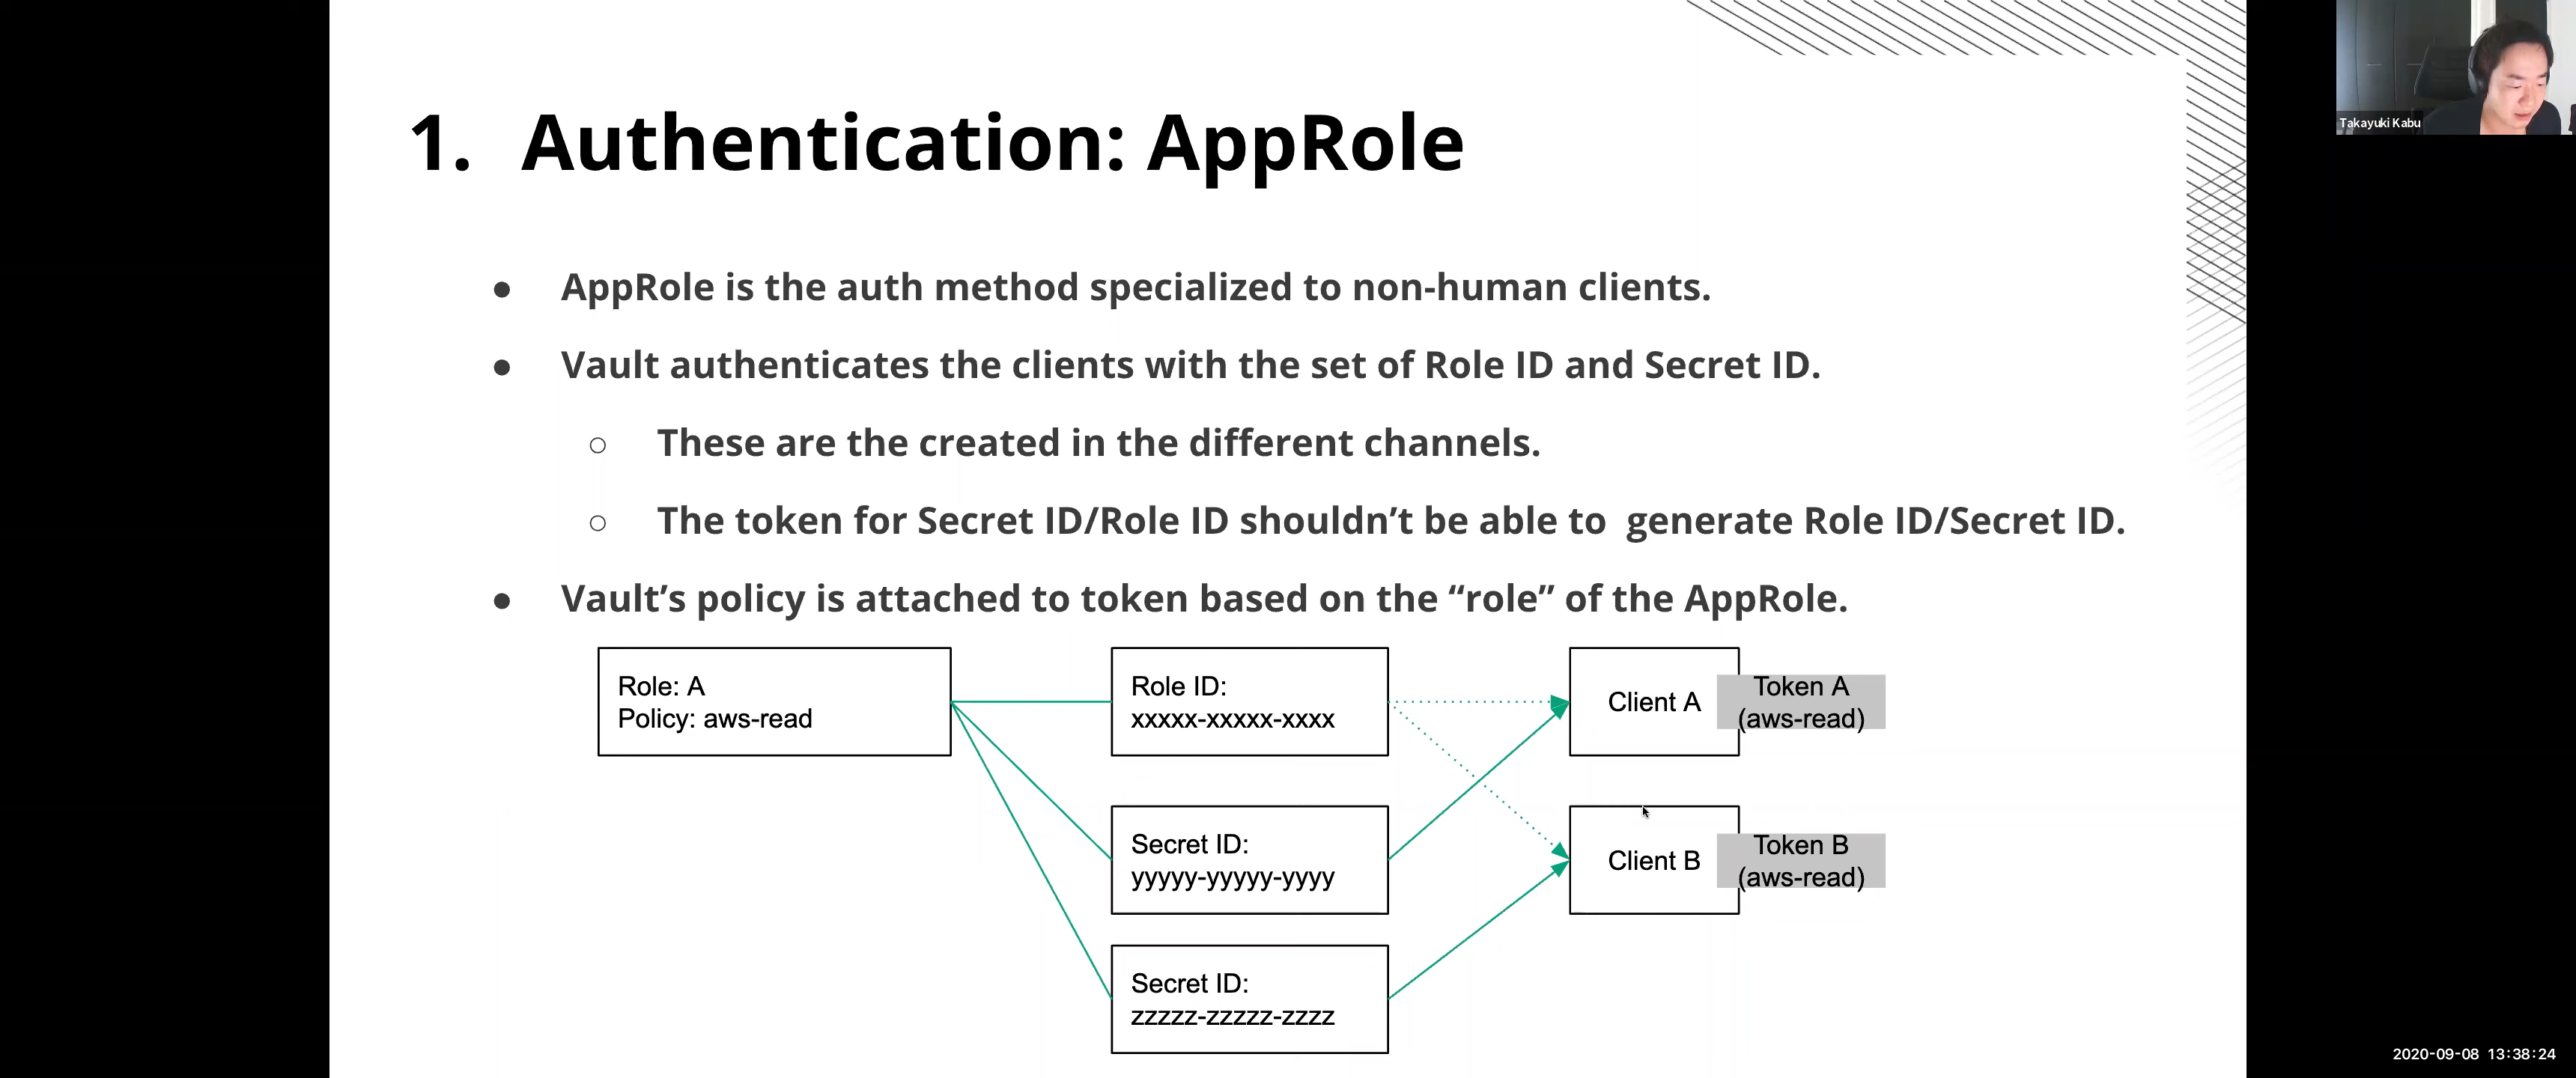 1. Authentication: AppRole
● AppRole is the auth method specialized to non-human clients.
● Vault authenticates the clients with the set of Role ID and Secret ID.
○ These are the created in the different channels.
○ The token for Secret ID/Role ID shouldn’t be able to  generate Role ID/Secret ID.
● Vault’s policy is attached to token based on the “role” of the AppRole.
Role: A
Policy: aws-read
Role ID:
xxxxx-xxxxx-xxxx
Client A
Token A
(aws-read)
Secret ID:
yyyyy-yyyyy-yyyy
Client B
Token B
(aws-read)
Secret ID:
zzzzz-zzzzz-zzzz
Takayuki Kabu
2020-09-08 13:38:24